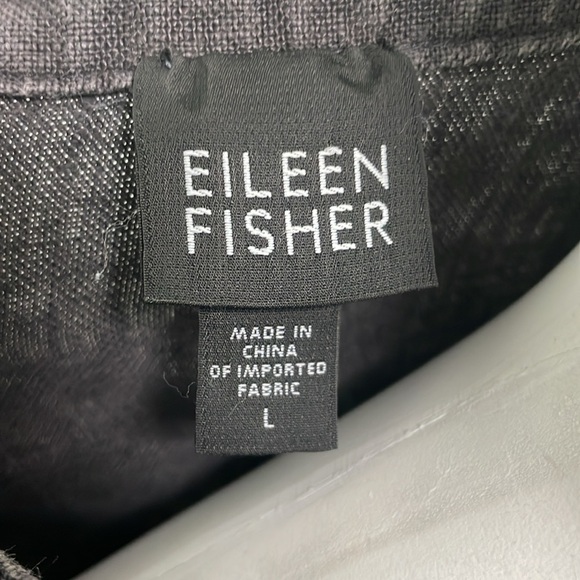 EILEEN
FISHER
MADE IN
CHINA
OF IMPORTED
FABRIC
L